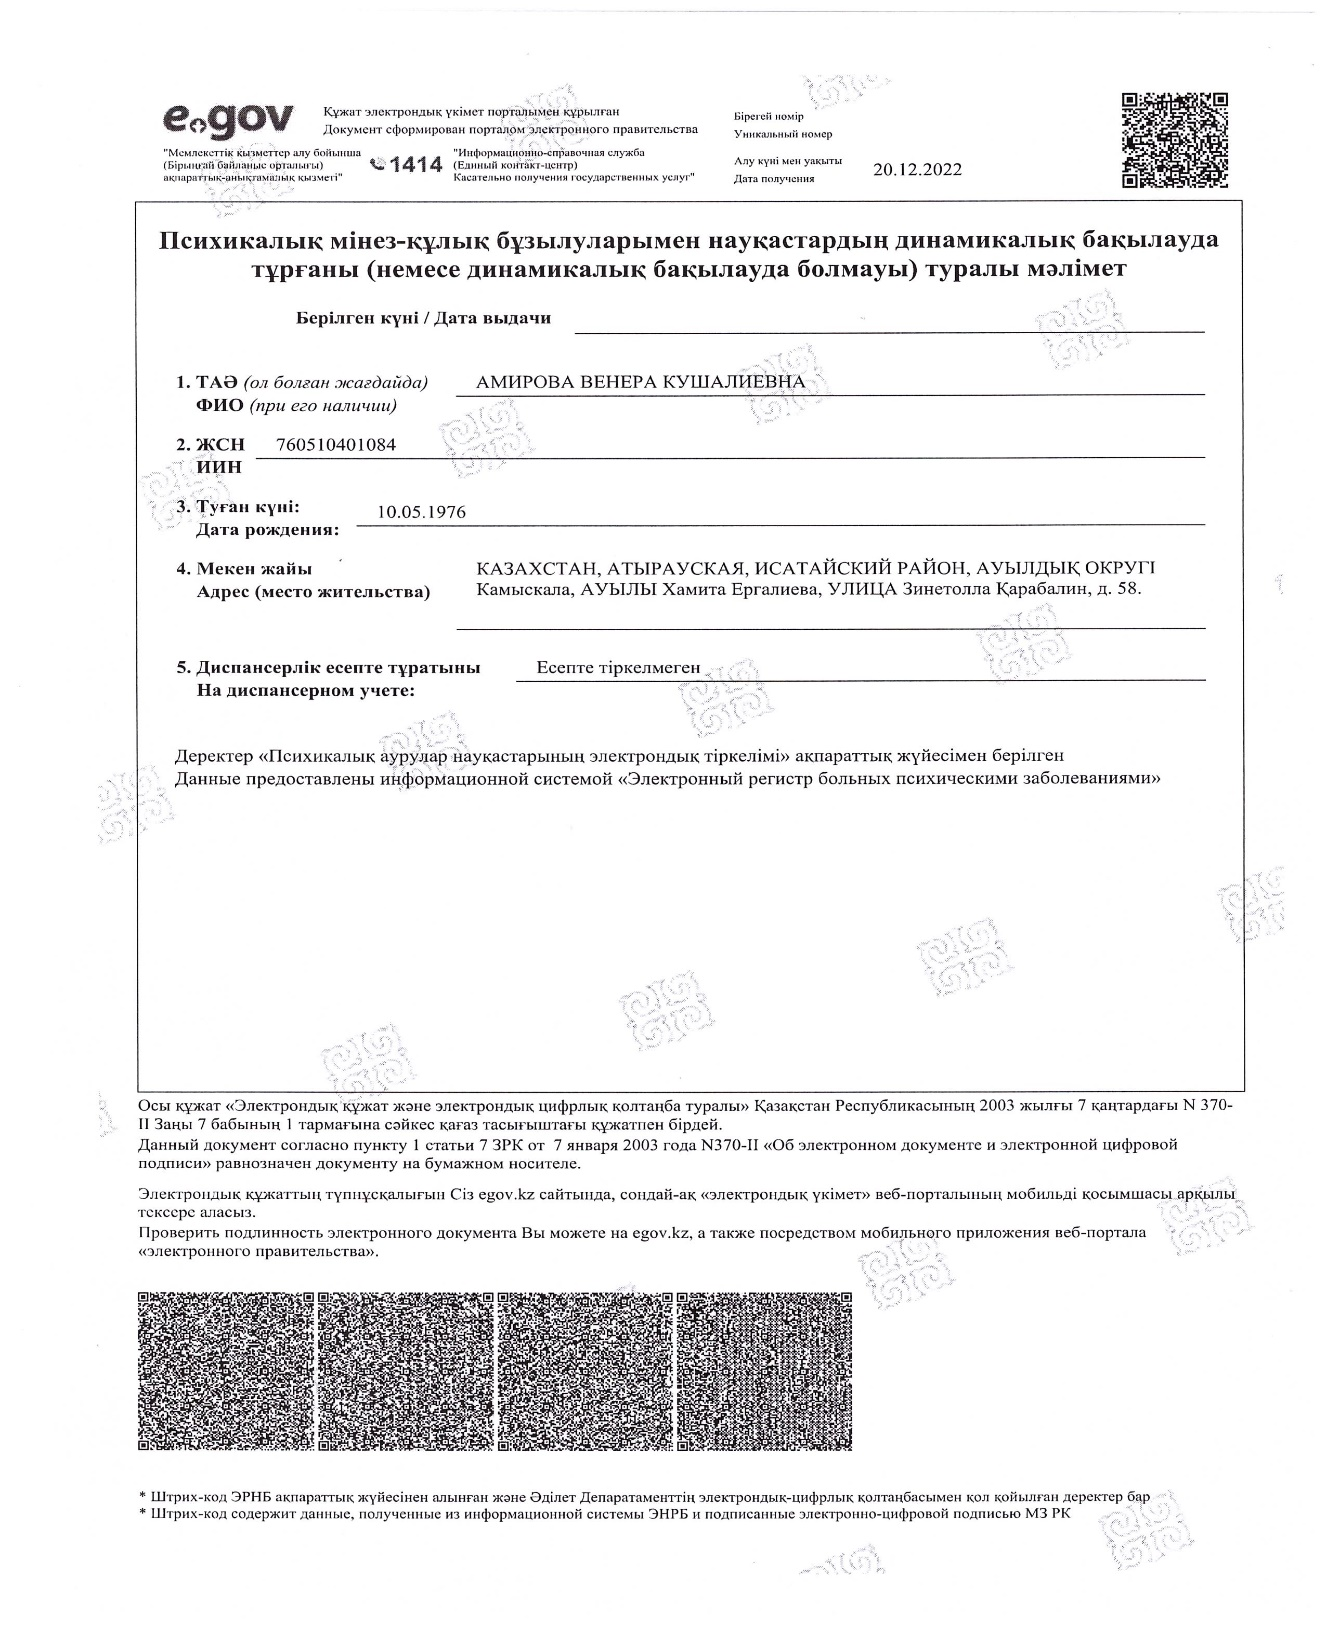 e.gov
Құжат электрондық үкімет порталымен құрылған
Документ сформирован порталом электронного правительства
"Мемлекеттік қызметтер алу бойынша
(Бірыңғай байланыс орталығы)
ақпараттық-анықтамалық қызметі"
1414
"Информационно-справочная служба
(Единый контакт-центр)
Касательно получения государственных услуг"
Бірегей нөмір
Уникальный номер
Алу күні мен уақыты
Дата получения
20.12.2022
Психикалық мінез-құлық бұзылуларымен науқастардың динамикалық бақылауда
тұрғаны (немесе динамикалық бақылауда болмауы) туралы мәлімет
Берілген күні / Дата выдачи
1. ТАӘ (ол болған жағдайда) АМИРОВА ВЕНЕРА КУШАЛИЕВНА
ФИО (при его наличии)
2. ЖСН 760510401084
ИИН
3. Туған күні: 10.05.1976
Дата рождения:
4. Мекен жайы КАЗАХСТАН, АТЫРАУСКАЯ, ИСАТАЙСКИЙ РАЙОН, АУЫЛДЫҚ ОКРУГІ
Адрес (место жительства) Камыскала, АУЫЛЫ Хамита Ергалиева, УЛИЦА Зинетолла Қарабалин, д. 58.
5. Диспансерлік есепте тұратыны Есепте тіркелмеген
На диспансерном учете:
Деректер «Психикалық аурулар науқастарының электрондық тіркелімі» ақпараттық жүйесімен берілген
Данные предоставлены информационной системой «Электронный регистр больных психическими заболеваниями»
Осы құжат «Электрондық құжат және электрондық цифрлық қолтаңба туралы» Қазақстан Республикасының 2003 жылғы 7 қаңтардағы N 370-
II Заңы 7 бабының 1 тармағына сәйкес қағаз тасығыштағы құжатпен бірдей.
Данный документ согласно пункту 1 статьи 7 ЗРК от 7 января 2003 года N370-II «Об электронном документе и электронной цифровой
подписи» равнозначен документу на бумажном носителе.
Электрондық құжаттың түпнұсқалығын Сіз egov.kz сайтында, сондай-ақ «электрондық үкімет» веб-порталының мобильді қосымшасы арқылы
тексере аласыз.
Проверить подлинность электронного документа Вы можете на egov.kz, а также посредством мобильного приложения веб-портала
«электронного правительства».
* Штрих-код ЭРНБ ақпараттық жүйесінен алынған және Әділет Депаратаменттің электрондық-цифрлық қолтаңбасымен қол қойылған деректер бар
* Штрих-код содержит данные, полученные из информационной системы ЭНРБ и подписанные электронно-цифровой подписью МЗ РК